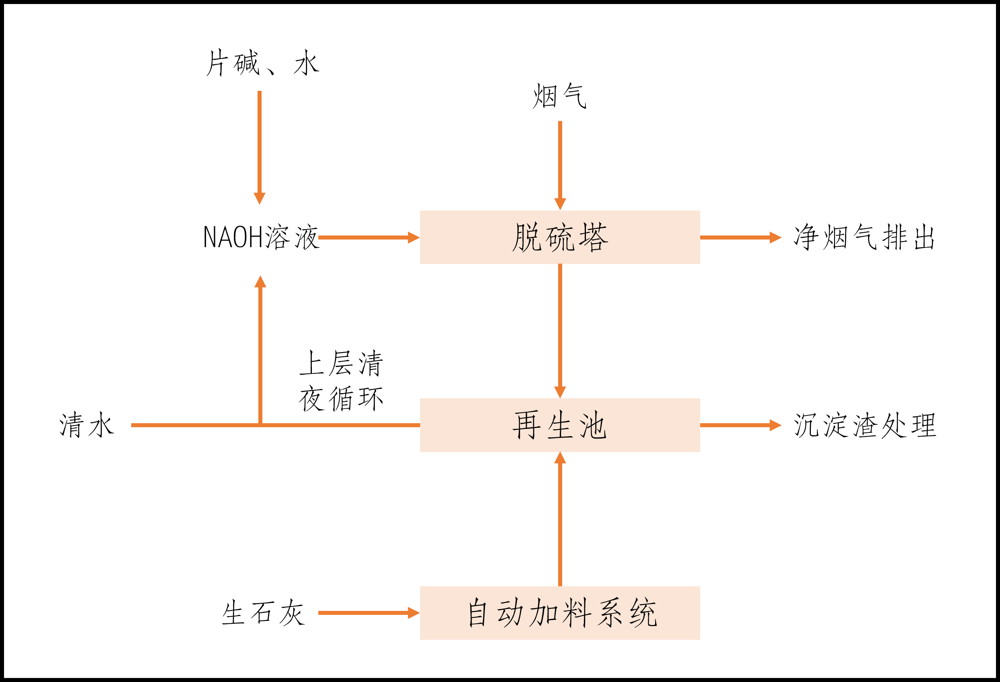 片碱、水
烟气
NAOH溶液
脱硫塔
净烟气排出
上层清
夜循环
清水
再生池
沉淀渣处理
生石灰
自动加料系统